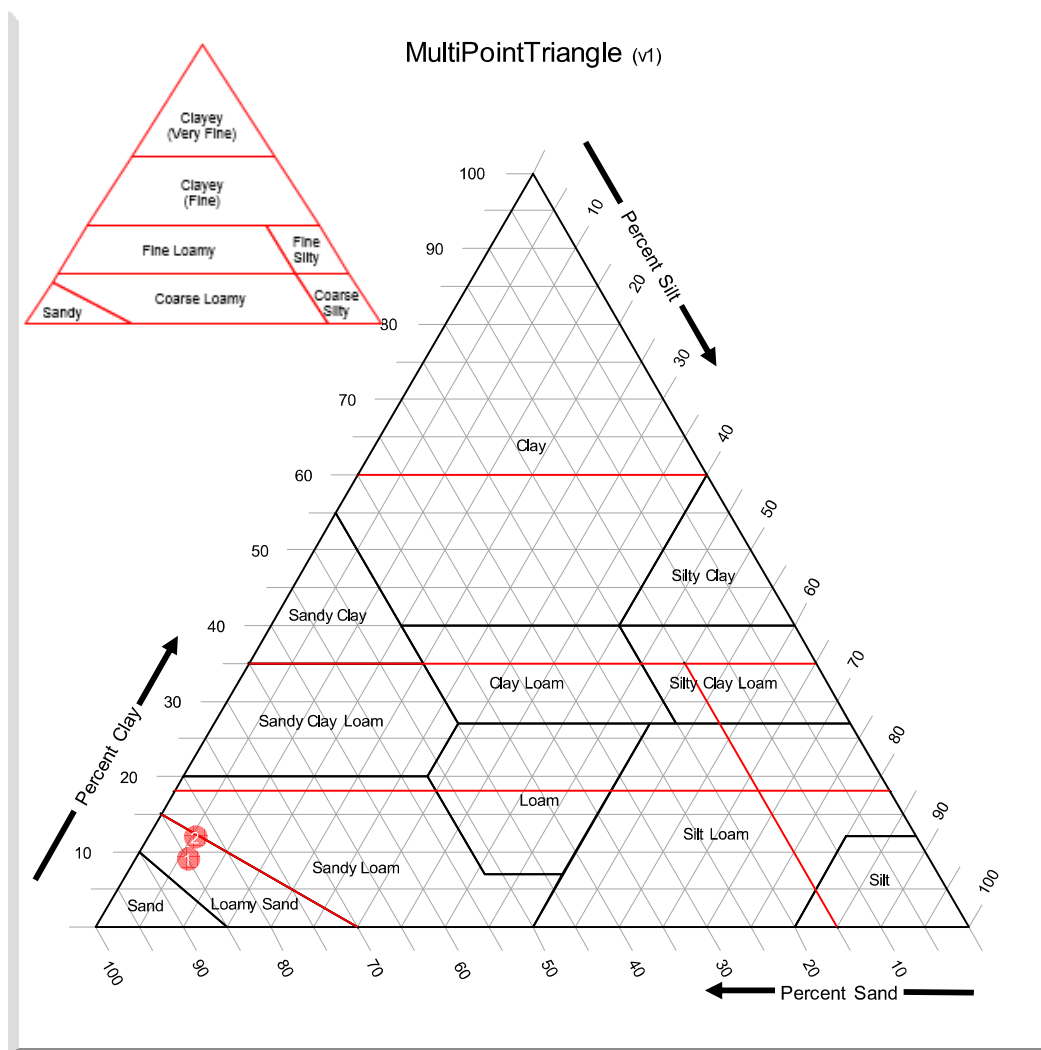 MultiPointTriangle (v1)
Clayey
(Very Fine)
Clayey
(Fine)
Fine Loamy
Fine
Silty
Coarse Loamy
Coarse
Silty
Sandy
100
90
80
70
60
50
40
30
20
10
Percent Clay
10
20
30
40
50
60
70
80
90
100
Percent Silt
Clay
Silty Clay
Sandy Clay
Clay Loam
Silty Clay Loam
Sandy Clay Loam
Loam
Silt Loam
2
1
Sandy Loam
Silt
Sand
Loamy Sand
100
90
80
70
60
50
40
30
20
10
Percent Sand